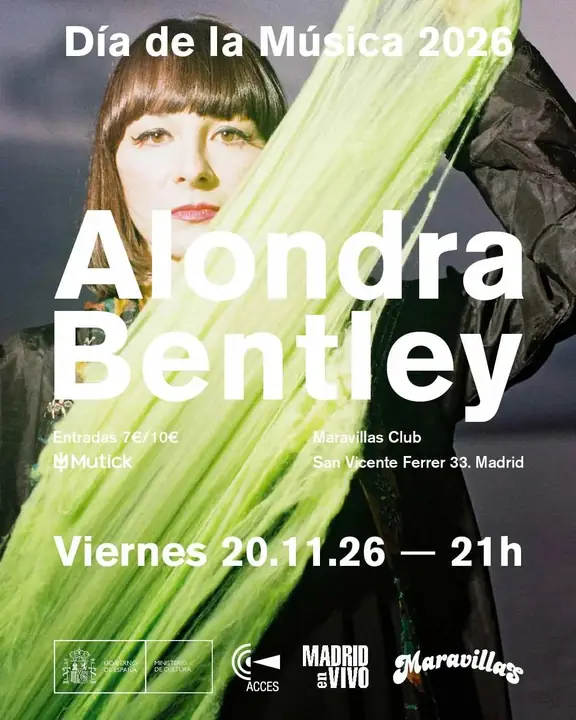 Día de la Música 2026
Alondra
Bentley
Entradas 7€/10€
Mutick
Maravillas Club
San Vicente Ferrer 33. Madrid
Viernes 20.11.26 — 21h
GOBIERNO
DE ESPAÑA
MINISTERIO
DE CULTURA
ACCES
MADRID
en VIVO
Maravillas